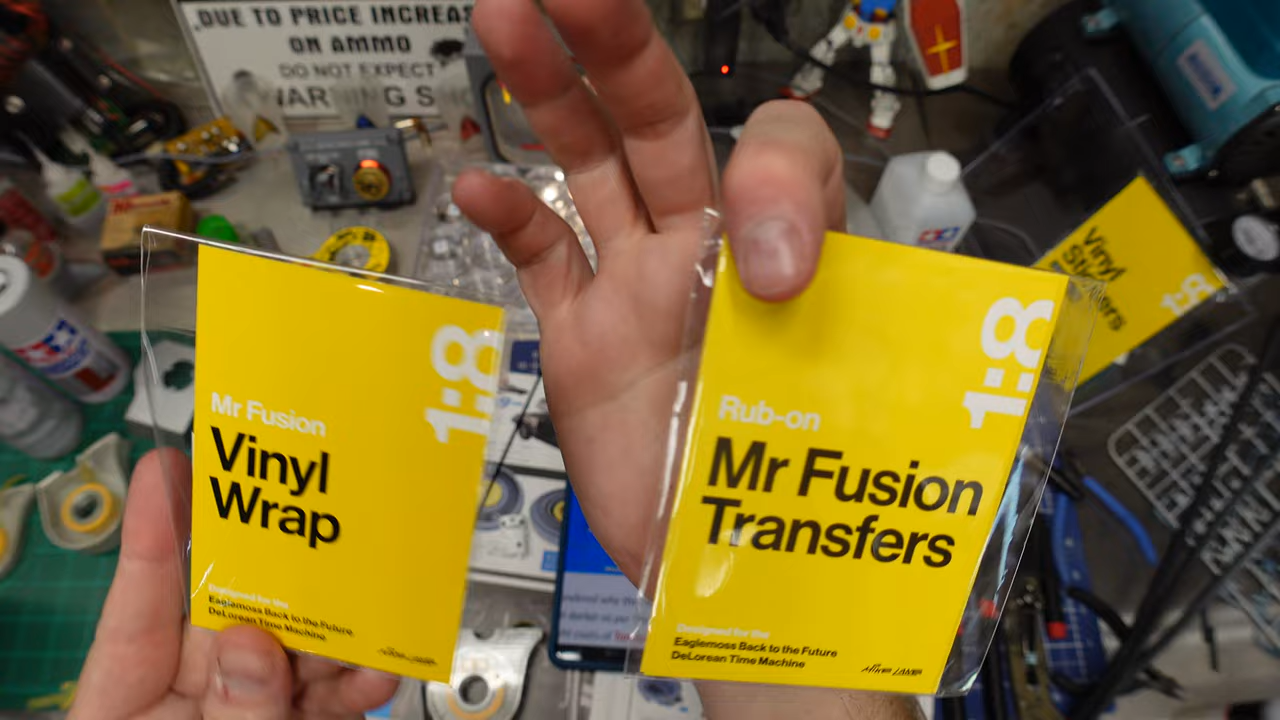 DUE TO PRICE INCREAS
ON AMMO
DO NOT EXPECT
Mr Fusion
Vinyl
Wrap
1:8
Designed for the
Eaglemoss Back to the Future
DeLorean Time Machine
Rub-on
Mr Fusion
Transfers
1:8
Designed for the
Eaglemoss Back to the Future
DeLorean Time Machine
Vinyl
Stickers
1:8
TAMIYA